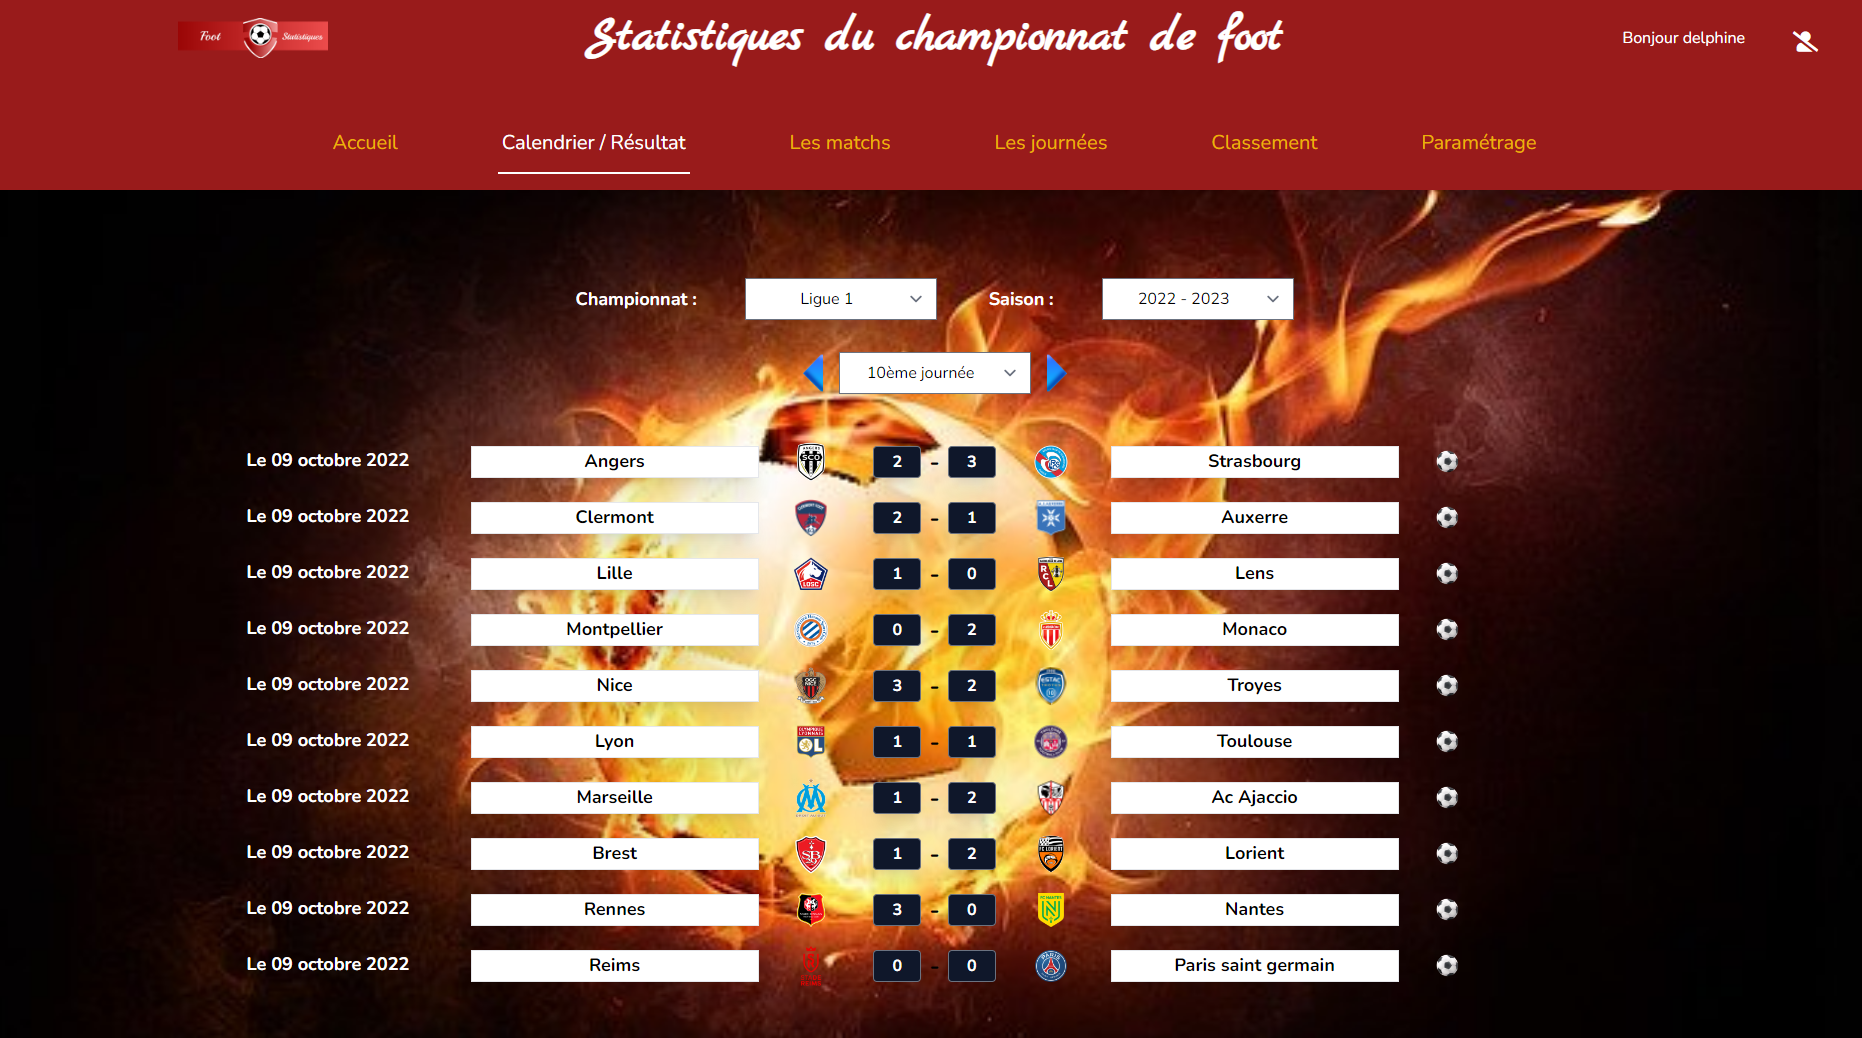 Foot Statistiques
Statistiques du championnat de foot
Bonjour delphine
Accueil
Calendrier / Résultat
Les matchs
Les journées
Classement
Paramétrage
Championnat :
Ligue 1
Saison :
2022 - 2023
10ème journée
Le 09 octobre 2022 Angers 2 - 3 Strasbourg
Le 09 octobre 2022 Clermont 2 - 1 Auxerre
Le 09 octobre 2022 Lille 1 - 0 Lens
Le 09 octobre 2022 Montpellier 0 - 2 Monaco
Le 09 octobre 2022 Nice 3 - 2 Troyes
Le 09 octobre 2022 Lyon 1 - 1 Toulouse
Le 09 octobre 2022 Marseille 1 - 2 Ac Ajaccio
Le 09 octobre 2022 Brest 1 - 2 Lorient
Le 09 octobre 2022 Rennes 3 - 0 Nantes
Le 09 octobre 2022 Reims 0 - 0 Paris saint germain